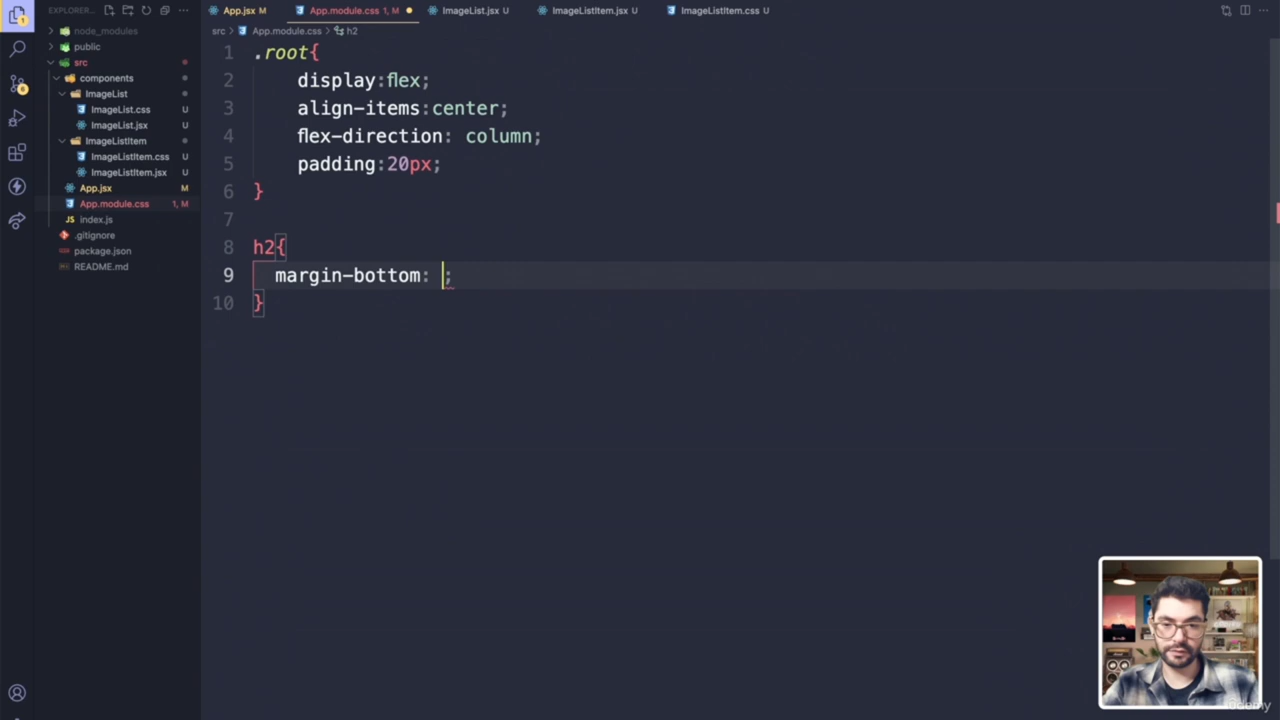 EXPLORER...
App.jsx M
App.module.css 1, M
ImageList.jsx U
ImageListItem.jsx U
ImageListItem.css U
src > App.module.css > h2
node_modules
public
src
components
ImageList
ImageList.css U
ImageList.jsx U
ImageListItem
ImageListItem.css U
ImageListItem.jsx U
App.jsx M
App.module.css 1, M
JS index.js
.gitignore
package.json
README.md
1 .root{
2 display:flex;
3 align-items:center;
4 flex-direction: column;
5 padding:20px;
6 }
7
8 h2{
9 margin-bottom: ;
10 }